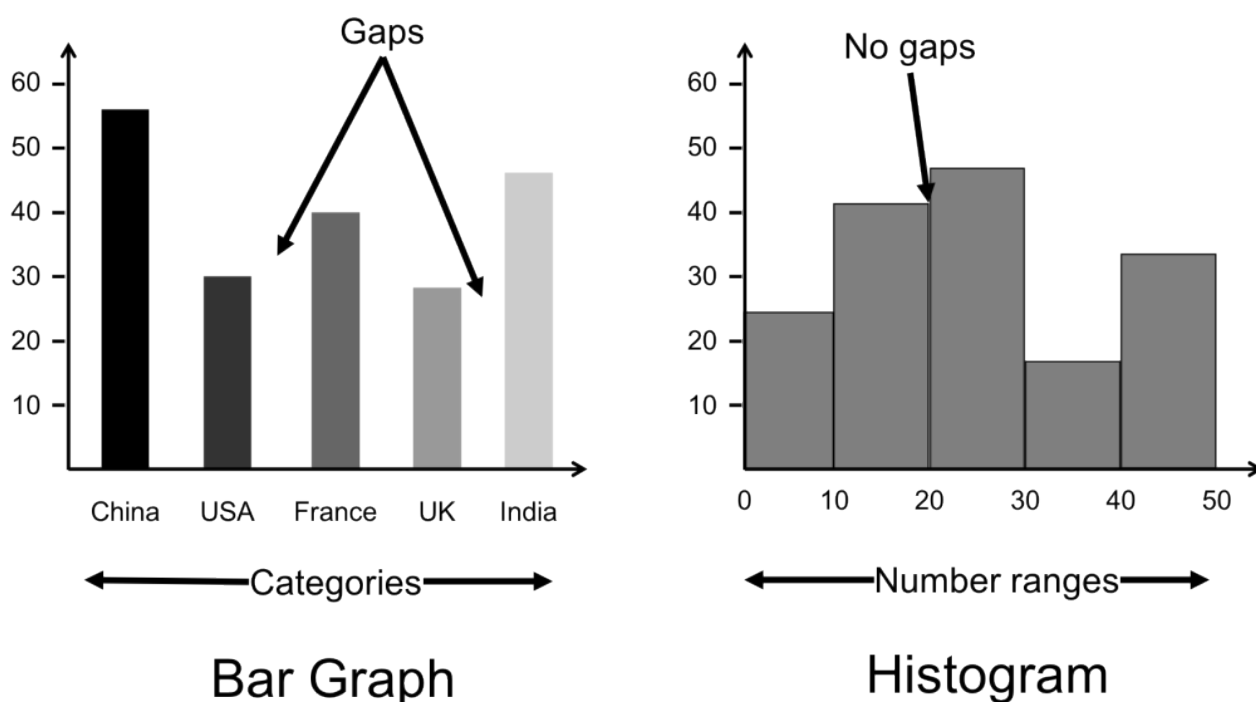 Gaps
60
50
40
30
20
10
China USA France UK India
Categories
Bar Graph
No gaps
60
50
40
30
20
10
0 10 20 30 40 50
Number ranges
Histogram